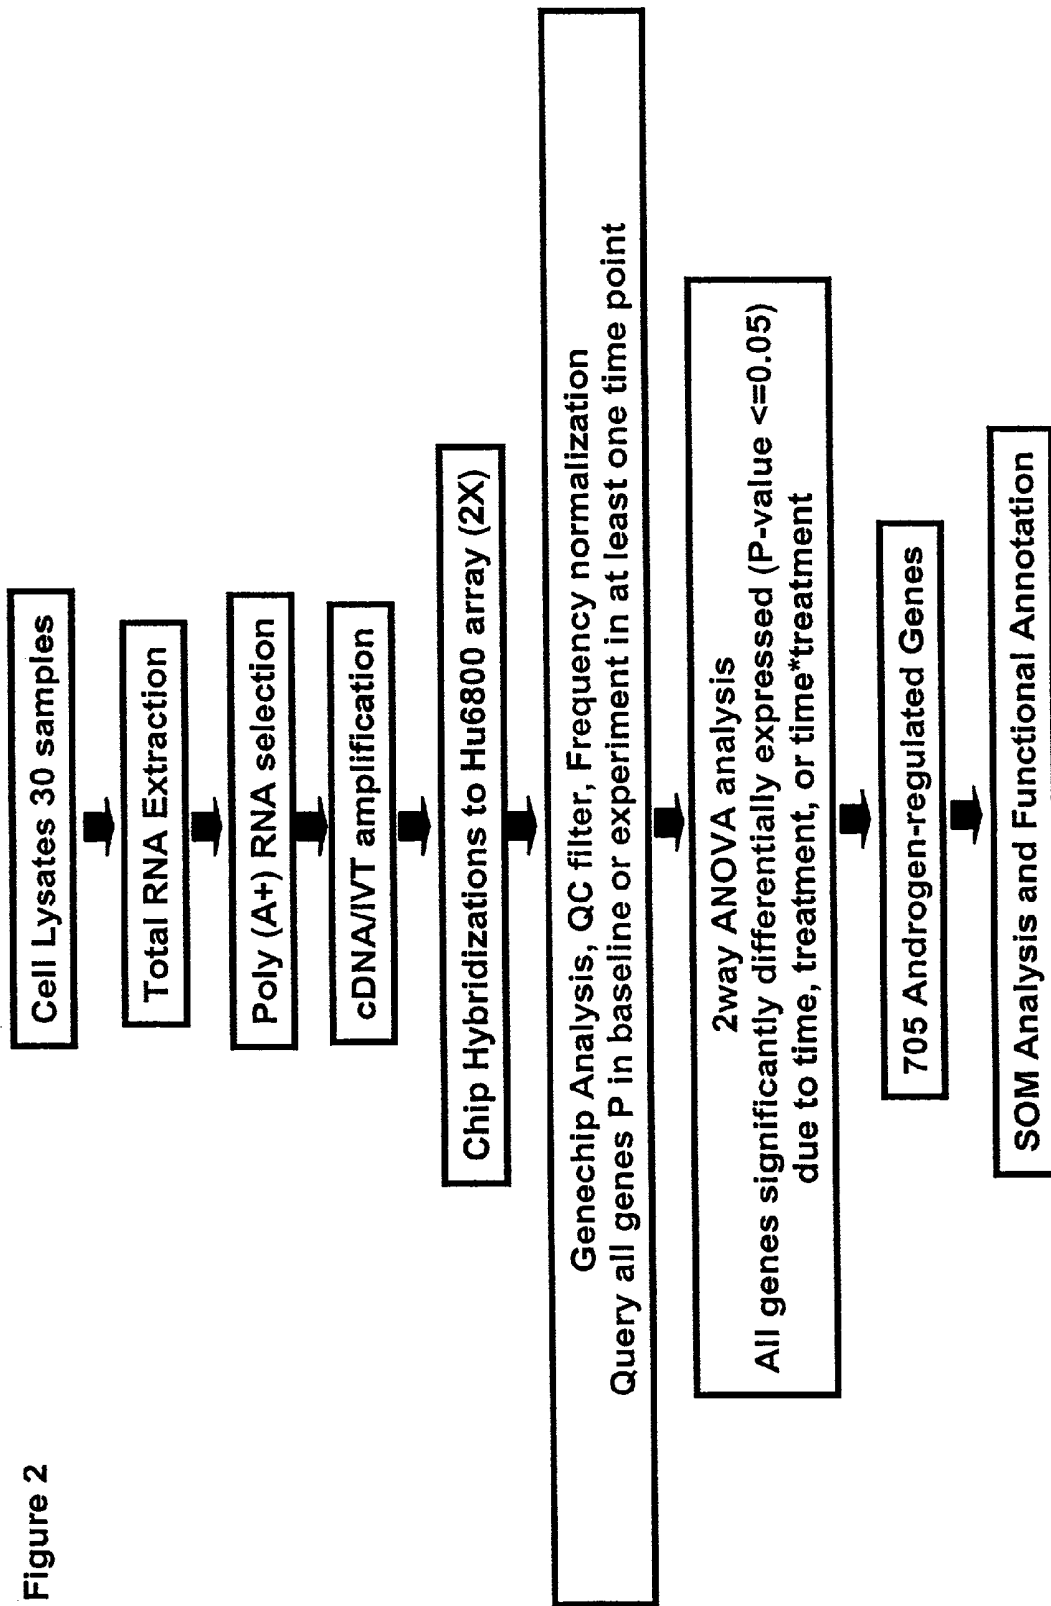 Figure 2
Cell Lysates 30 samples
Total RNA Extraction
Poly (A+) RNA selection
cDNA/IVT amplification
Chip Hybridizations to Hu6800 array (2X)
Genechip Analysis, QC filter, Frequency normalization
Query all genes P in baseline or experiment in at least one time point
2way ANOVA analysis
All genes significantly differentially expressed (P-value <=0.05)
due to time, treatment, or time*treatment
705 Androgen-regulated Genes
SOM Analysis and Functional Annotation